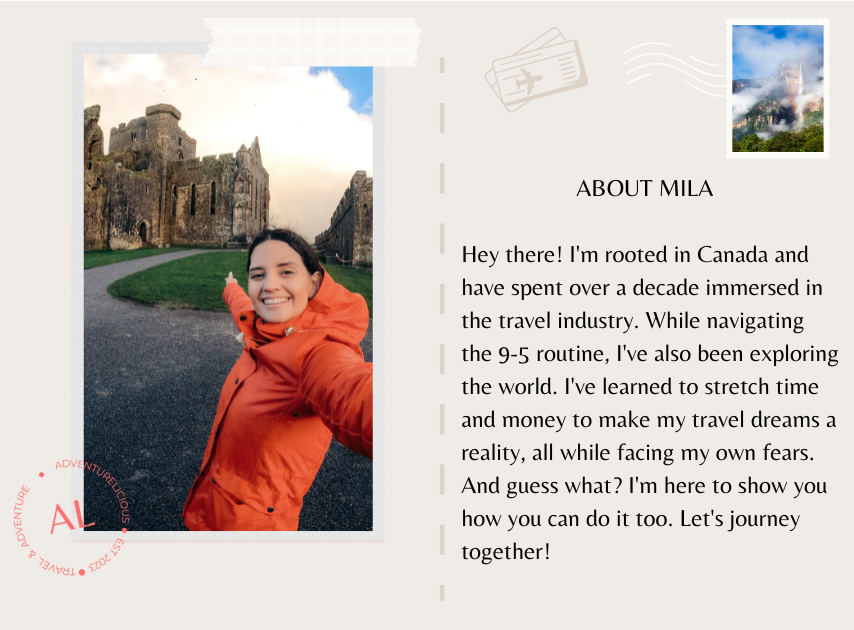 ABOUT MILA
Hey there! I'm rooted in Canada and
have spent over a decade immersed in
the travel industry. While navigating
the 9-5 routine, I've also been exploring
the world. I've learned to stretch time
and money to make my travel dreams a
reality, all while facing my own fears.
And guess what? I'm here to show you
how you can do it too. Let's journey
together!
ADVENTURELICIOUS • EST 2023 • TRAVEL & ADVENTURE •
AL